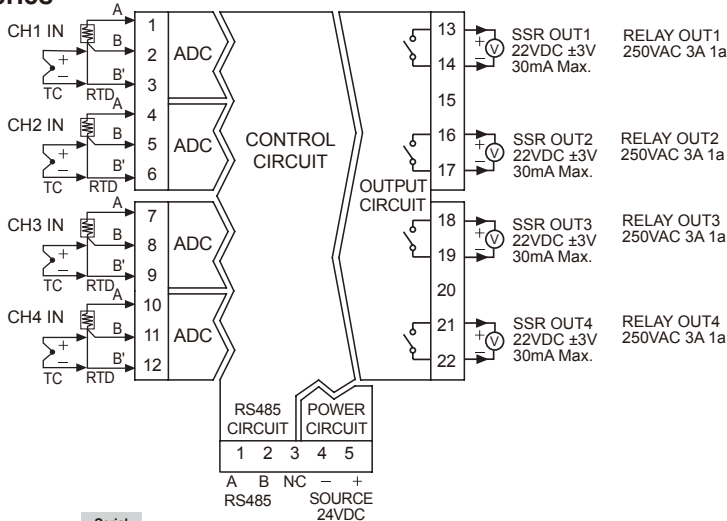 CH1 IN
A
B
B'
+
−
TC
RTD
CH2 IN
A
B
B'
+
−
TC
RTD
CH3 IN
A
B
B'
+
−
TC
RTD
CH4 IN
A
B
B'
+
−
TC
RTD
1
2
3
4
5
6
7
8
9
10
11
12
ADC
ADC
ADC
ADC
CONTROL
CIRCUIT
OUTPUT
CIRCUIT
13
14
15
16
17
18
19
20
21
22
+
−
V
SSR OUT1
22VDC ±3V
30mA Max.
RELAY OUT1
250VAC 3A 1a
+
−
V
SSR OUT2
22VDC ±3V
30mA Max.
RELAY OUT2
250VAC 3A 1a
+
−
V
SSR OUT3
22VDC ±3V
30mA Max.
RELAY OUT3
250VAC 3A 1a
+
−
V
SSR OUT4
22VDC ±3V
30mA Max.
RELAY OUT4
250VAC 3A 1a
RS485
CIRCUIT
POWER
CIRCUIT
1 2 3 4 5
A B NC − +
RS485
SOURCE
24VDC